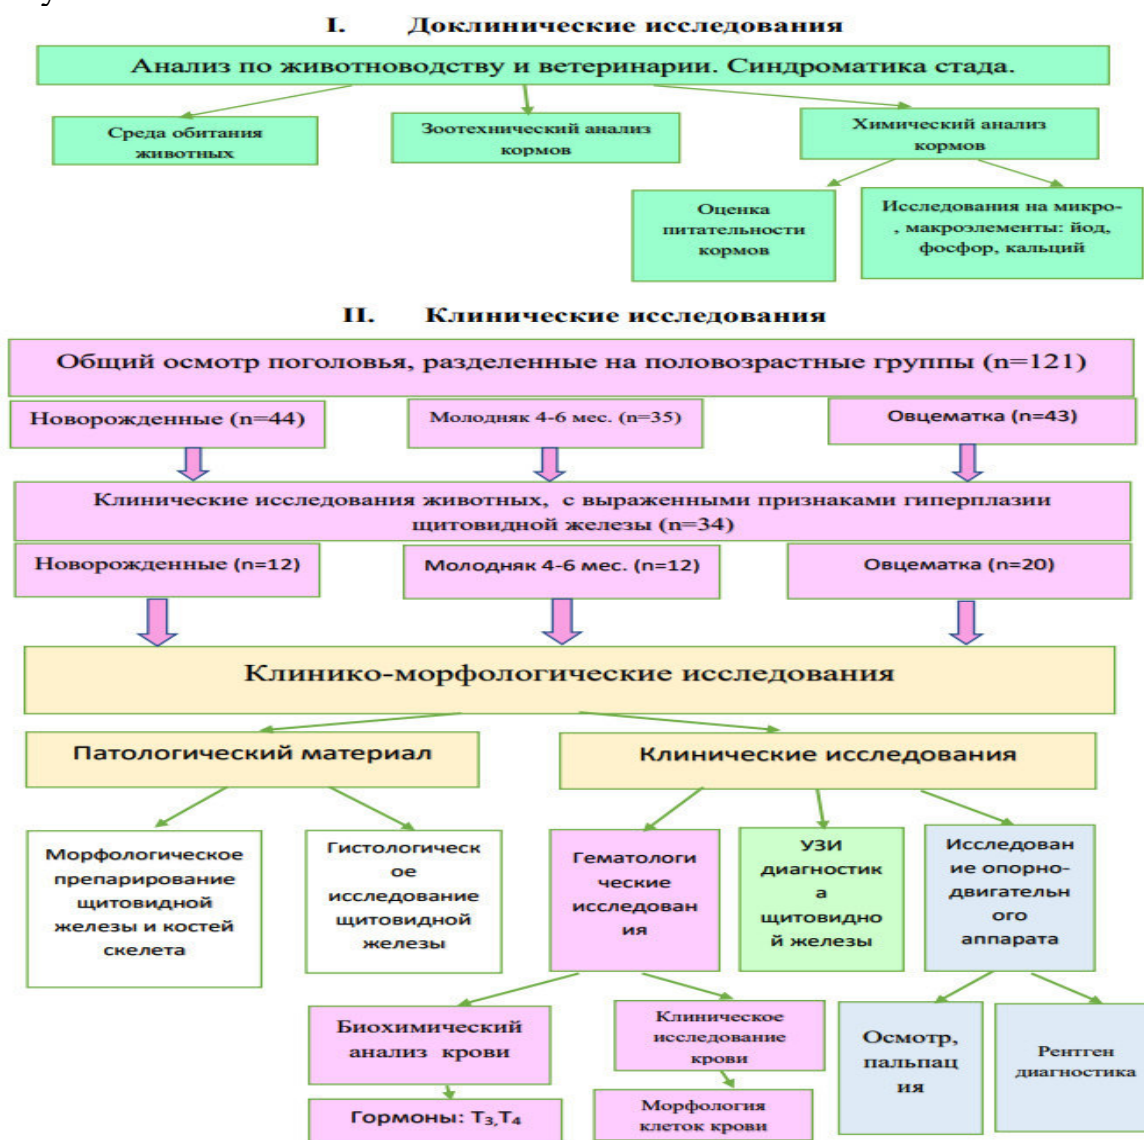 I. Доклинические исследования
Анализ по животноводству и ветеринарии. Синдроматика стада.
Среда обитания
животных
Зоотехнический анализ
кормов
Химический анализ
кормов
Оценка
питательности
кормов
Исследования на микро-
, макроэлементы: йод,
фосфор, кальций
II. Клинические исследования
Общий осмотр поголовья, разделенные на половозрастные группы (n=121)
Новорожденные (n=44)
Молодняк 4-6 мес. (n=35)
Овцематка (n=43)
Клинические исследования животных, с выраженными признаками гиперплазии
щитовидной железы (n=34)
Новорожденные (n=12)
Молодняк 4-6 мес. (n=12)
Овцематка (n=20)
Клинико-морфологические исследования
Патологический материал
Клинические исследования
Морфологическое
препарирование
щитовидной
железы и костей
скелета
Гистологическ
ое
исследование
щитовидной
железы
Гематологи
ческие
исследован
ия
УЗИ
диагностик
а
щитовидно
й железы
Исследован
ие опорно-
двигательн
ого
аппарата
Биохимический
анализ крови
Гормоны: Т₃,Т₄
Клиническое
исследование
крови
Морфология
клеток крови
Осмотр,
пальпац
ия
Рентген
диагностика